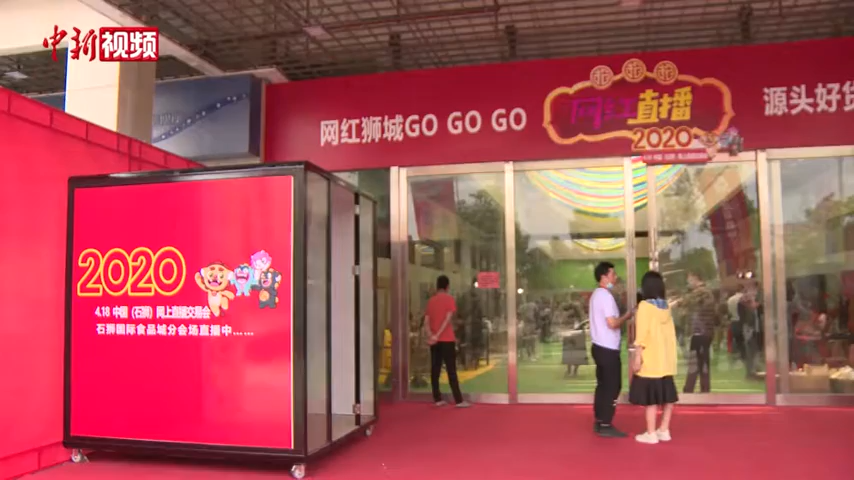 中新视频
网红狮城GO GO GO
网红直播
2020
源头好货
2020
4.18 中国（石狮）网上直播交易会
石狮国际食品城分会场直播中……